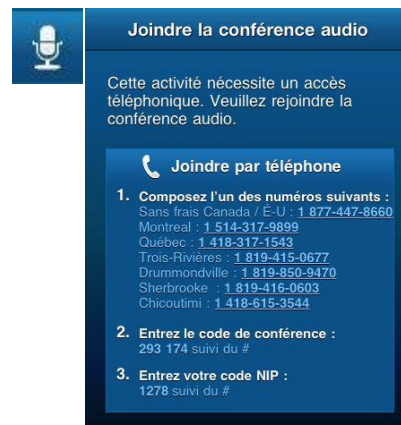 Joindre la conférence audio
Cette activité nécessite un accès
téléphonique. Veuillez rejoindre la
conférence audio.
Joindre par téléphone
1. Composez l'un des numéros suivants :
Sans frais Canada / É-U : 1 877-447-8660
Montreal : 1 514-317-9899
Québec : 1 418-317-1543
Trois-Rivières : 1 819-415-0677
Drummondville : 1 819-850-9470
Sherbrooke : 1 819-416-0603
Chicoutimi : 1 418-615-3544
2. Entrez le code de conférence :
293 174 suivi du #
3. Entrez votre code NIP :
1278 suivi du #